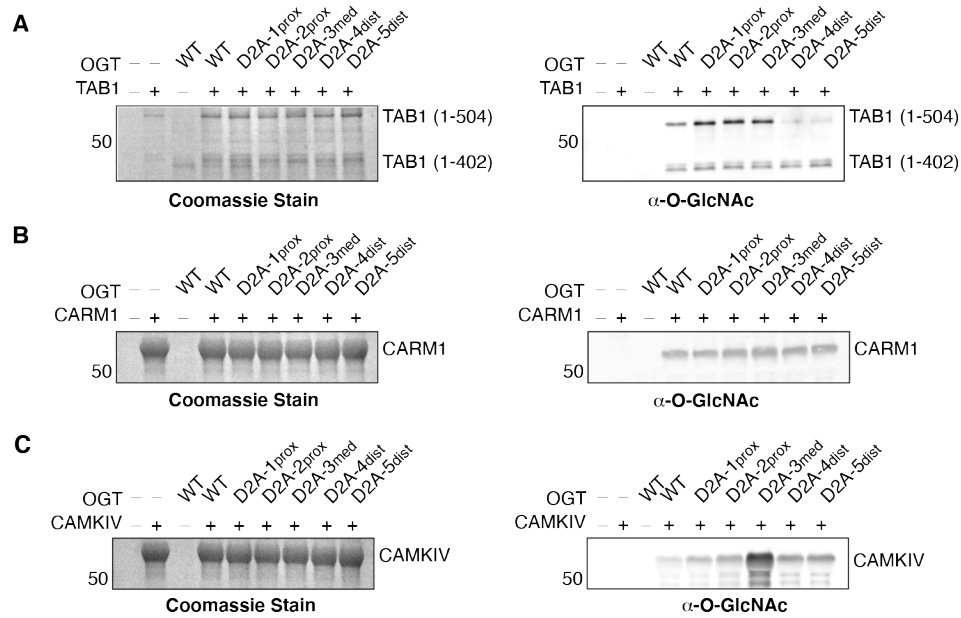 A
OGT – – WT WT D2A-1prox D2A-2prox D2A-3med D2A-4dist D2A-5dist
TAB1 – + – + + + + + +
50
TAB1 (1-504)
TAB1 (1-402)
Coomassie Stain
OGT – – WT WT D2A-1prox D2A-2prox D2A-3med D2A-4dist D2A-5dist
TAB1 – + – + + + + + +
50
TAB1 (1-504)
TAB1 (1-402)
α-O-GlcNAc
B
OGT – – WT WT D2A-1prox D2A-2prox D2A-3med D2A-4dist D2A-5dist
CARM1 – + – + + + + + +
CARM1
50
Coomassie Stain
OGT – – WT WT D2A-1prox D2A-2prox D2A-3med D2A-4dist D2A-5dist
CARM1 – + – + + + + + +
CARM1
50
α-O-GlcNAc
C
OGT – – WT WT D2A-1prox D2A-2prox D2A-3med D2A-4dist D2A-5dist
CAMKIV – + – + + + + + +
CAMKIV
50
Coomassie Stain
OGT – – WT WT D2A-1prox D2A-2prox D2A-3med D2A-4dist D2A-5dist
CAMKIV – + – + + + + + +
CAMKIV
50
α-O-GlcNAc